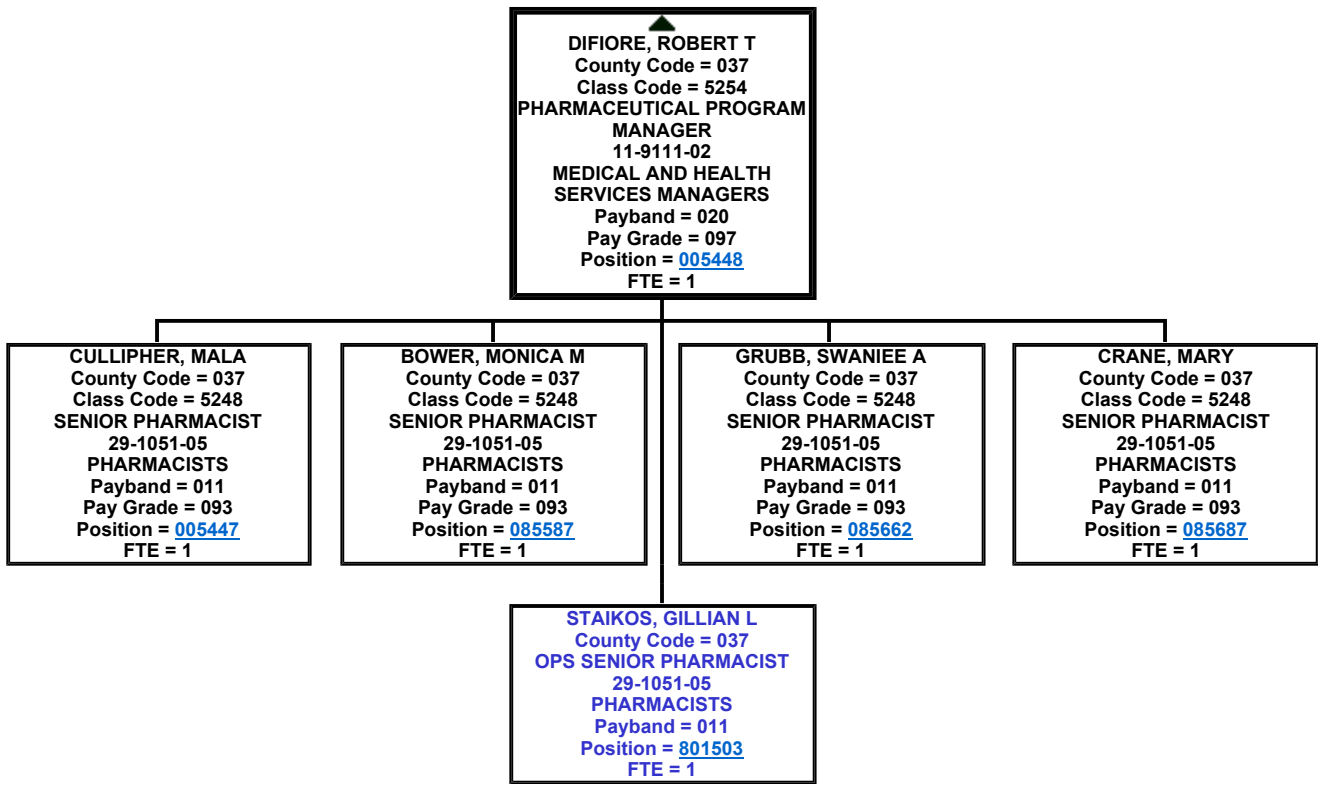 DIFIORE, ROBERT T
County Code = 037
Class Code = 5254
PHARMACEUTICAL PROGRAM
MANAGER
11-9111-02
MEDICAL AND HEALTH
SERVICES MANAGERS
Payband = 020
Pay Grade = 097
Position = 005448
FTE = 1
CULLIPHER, MALA
County Code = 037
Class Code = 5248
SENIOR PHARMACIST
29-1051-05
PHARMACISTS
Payband = 011
Pay Grade = 093
Position = 005447
FTE = 1
BOWER, MONICA M
County Code = 037
Class Code = 5248
SENIOR PHARMACIST
29-1051-05
PHARMACISTS
Payband = 011
Pay Grade = 093
Position = 085587
FTE = 1
GRUBB, SWANIEE A
County Code = 037
Class Code = 5248
SENIOR PHARMACIST
29-1051-05
PHARMACISTS
Payband = 011
Pay Grade = 093
Position = 085662
FTE = 1
CRANE, MARY
County Code = 037
Class Code = 5248
SENIOR PHARMACIST
29-1051-05
PHARMACISTS
Payband = 011
Pay Grade = 093
Position = 085687
FTE = 1
STAIKOS, GILLIAN L
County Code = 037
OPS SENIOR PHARMACIST
29-1051-05
PHARMACISTS
Payband = 011
Position = 801503
FTE = 1